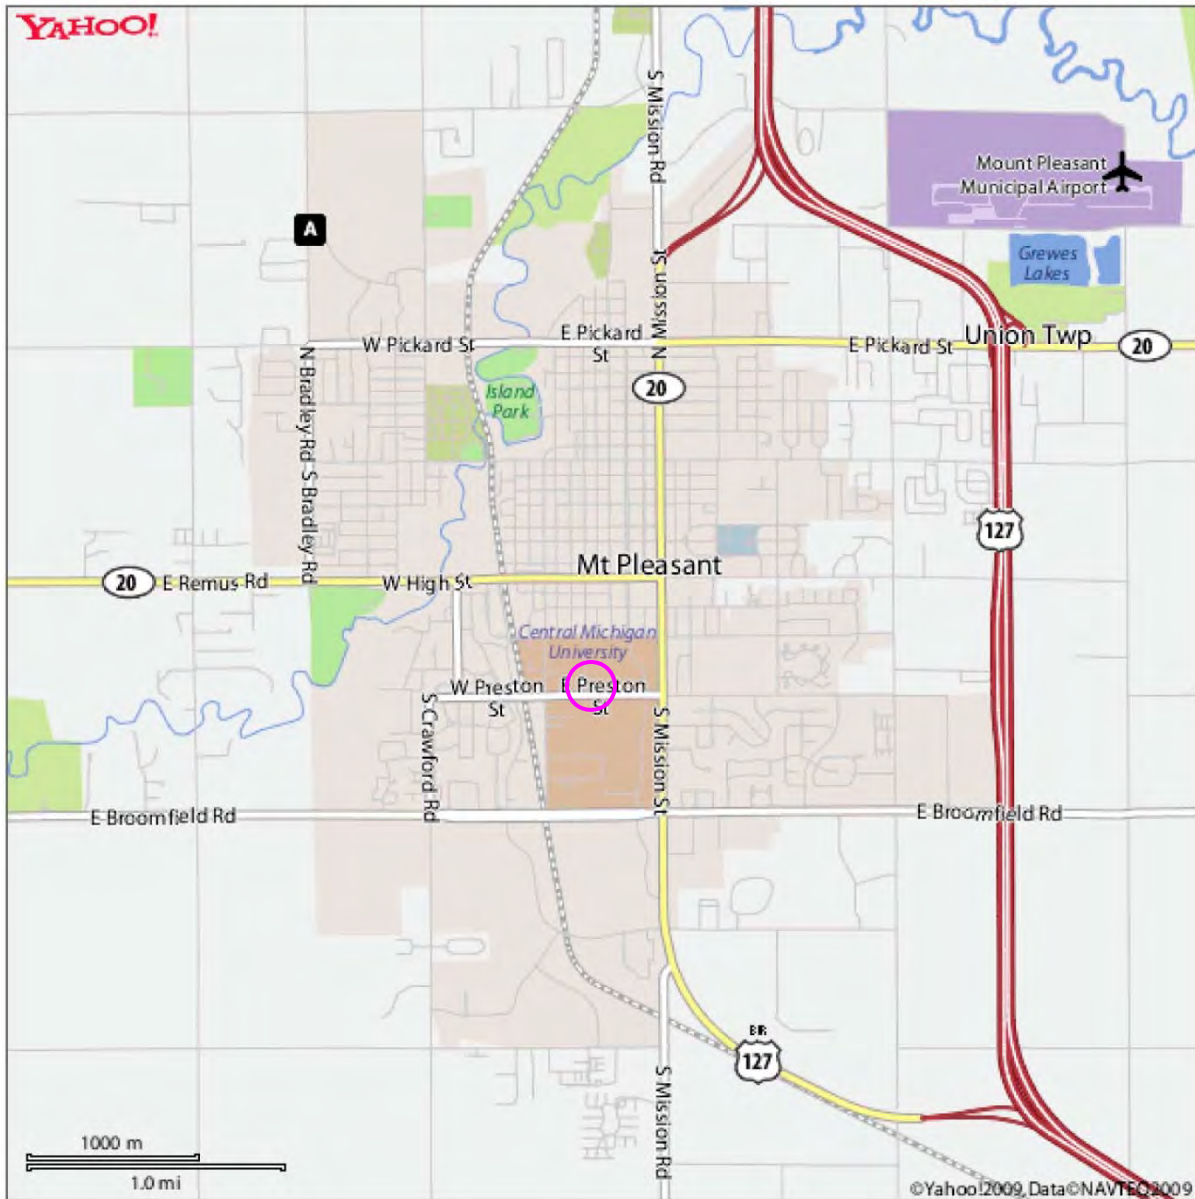 YAHOO!
S Mission Rd
Mount Pleasant
Municipal Airport
A
Grewes
Lakes
N Mission St
W Pickard St
E Pickard
St
E Pickard St
Union Twp
20
20
Island
Park
N Bradley Rd
S Bradley Rd
127
Mt Pleasant
20
E Remus Rd
W High St
Central Michigan
University
W Preston
St
E Preston
St
S Crawford Rd
S Mission St
E Broomfield Rd
E Broomfield Rd
BIR
127
S Mission Rd
1000 m
1.0 mi
©Yahoo!2009, Data©NAVTEQ2009